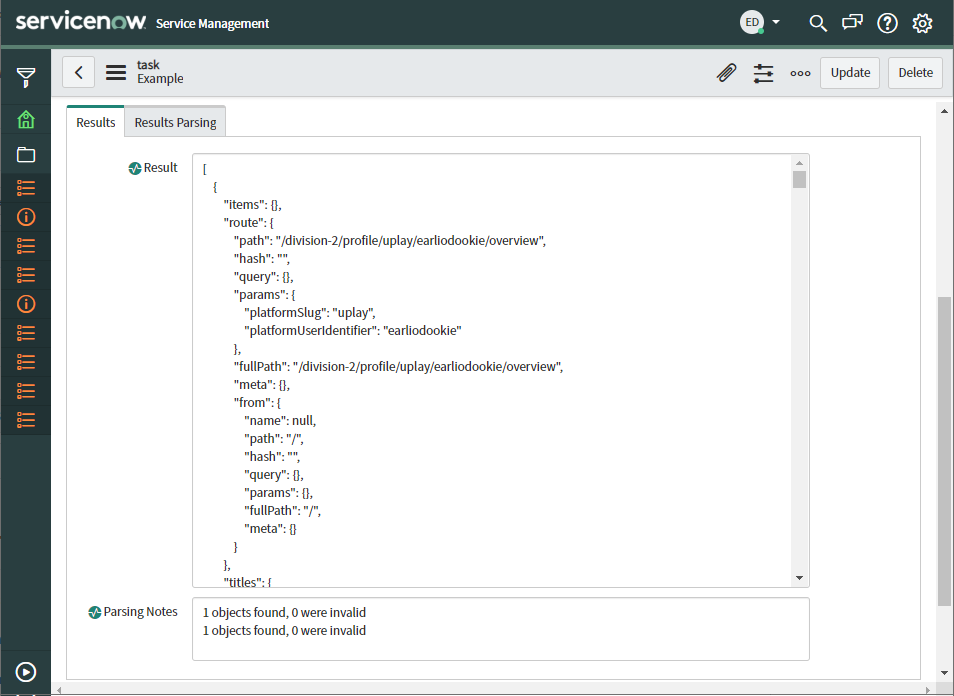 servicenow Service Management
ED
task
Example
Update
Delete
Results
Results Parsing
Result
[
{
"items": {},
"route": {
"path": "/division-2/profile/uplay/earliodookie/overview",
"hash": "",
"query": {},
"params": {
"platformSlug": "uplay",
"platformUserIdentifier": "earliodookie"
},
"fullPath": "/division-2/profile/uplay/earliodookie/overview",
"meta": {},
"from": {
"name": null,
"path": "/",
"hash": "",
"query": {},
"params": {},
"fullPath": "/",
"meta": {}
}
},
"titles": {
Parsing Notes
1 objects found, 0 were invalid
1 objects found, 0 were invalid